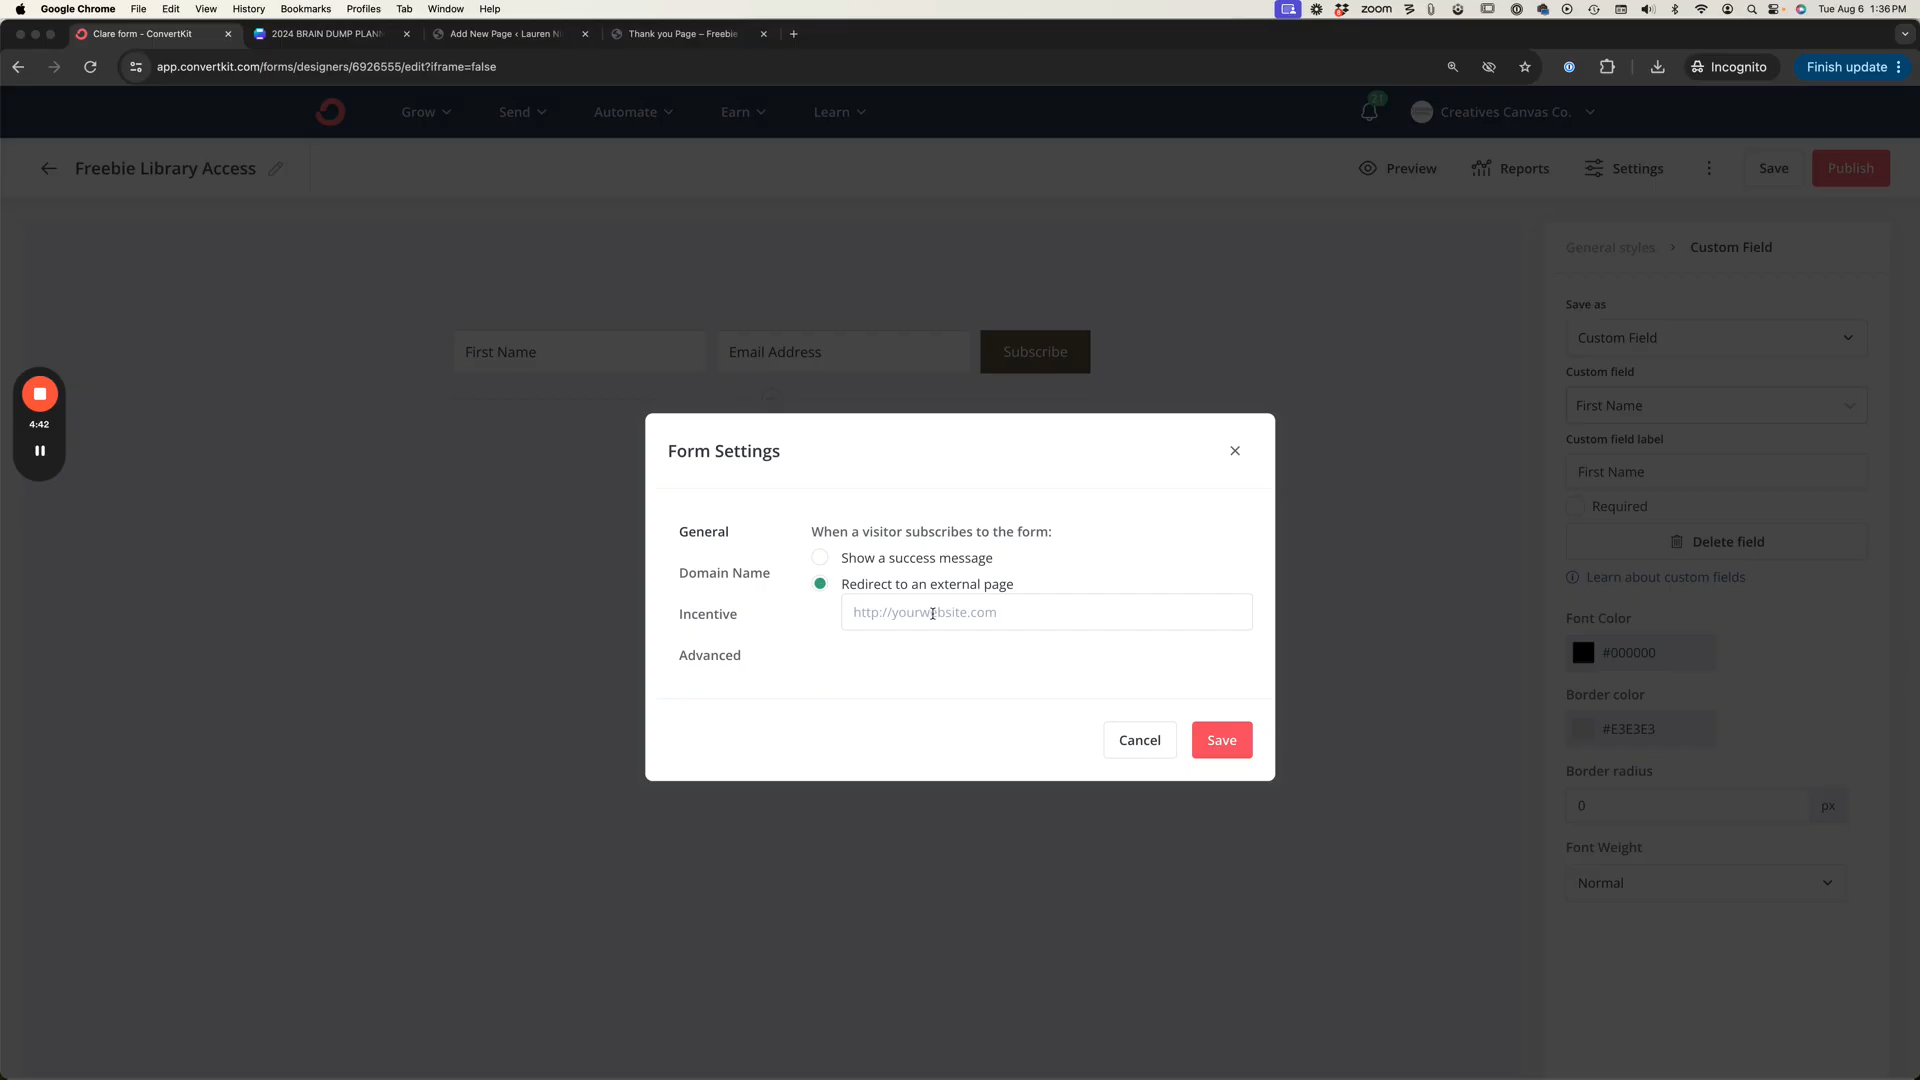 Google Chrome File Edit View History Bookmarks Profiles Tab Window Help zoom Tue Aug 6 1:36 PM
Clare form - ConvertKit 2024 BRAIN DUMP PLANN Add New Page ‹ Lauren Ni Thank you Page – Freebie
app.convertkit.com/forms/designers/6926555/edit?iframe=false Incognito Finish update
Grow Send Automate Earn Learn 21 Creatives Canvas Co.
Freebie Library Access Preview Reports Settings Save Publish
General styles > Custom Field
Save as
Custom Field
Custom field
First Name
Custom field label
First Name
Required
Delete field
Learn about custom fields
Font Color
#000000
Border color
#E3E3E3
Border radius
0 px
Font Weight
Normal
First Name Email Address Subscribe
4:42
Form Settings
General
Domain Name
Incentive
Advanced
When a visitor subscribes to the form:
Show a success message
Redirect to an external page
http://yourwebsite.com
Cancel Save